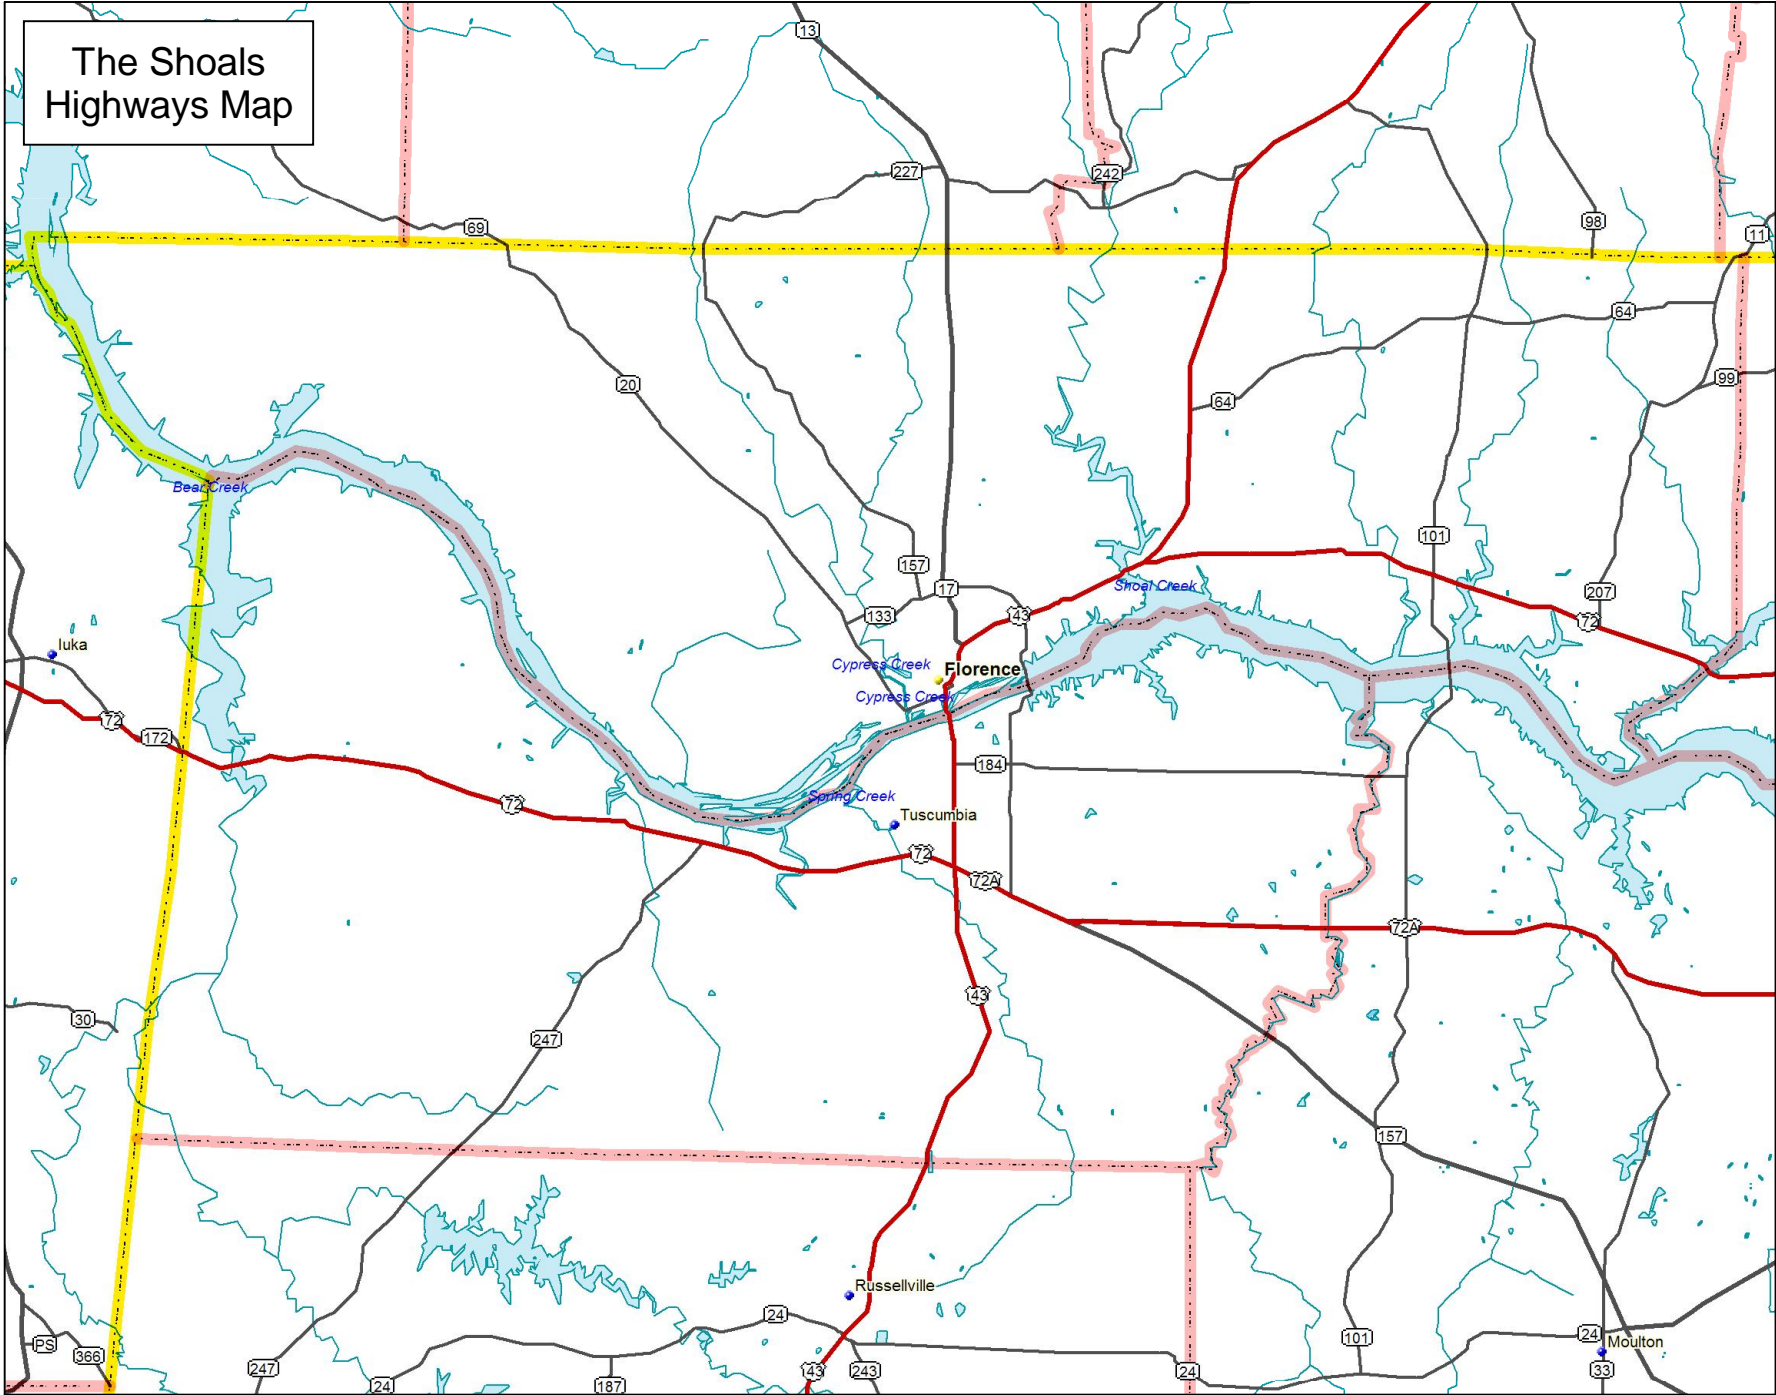 The Shoals
Highways Map
13
227
242
69
98
11
64
20
99
64
Bear Creek
101
157
Shoal Creek
17
207
133
43
72
Iuka
Cypress Creek
Florence
Cypress Creek
72
172
184
72
Spring Creek
Tuscumbia
72
72A
72A
43
30
247
157
Russellville
24
PS
366
101
24
Moulton
247
24
187
43
243
24
33